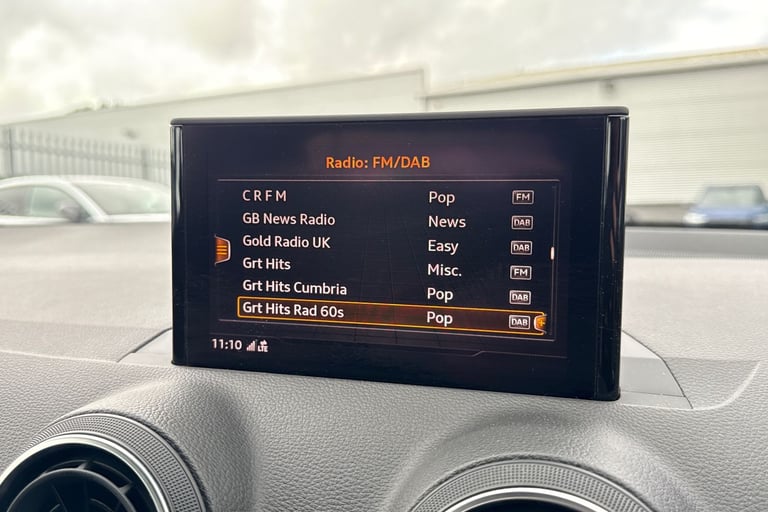 Radio: FM/DAB
C R F M Pop FM
GB News Radio News DAB
Gold Radio UK Easy DAB
Grt Hits Misc. FM
Grt Hits Cumbria Pop DAB
Grt Hits Rad 60s Pop DAB
11:10 LTE